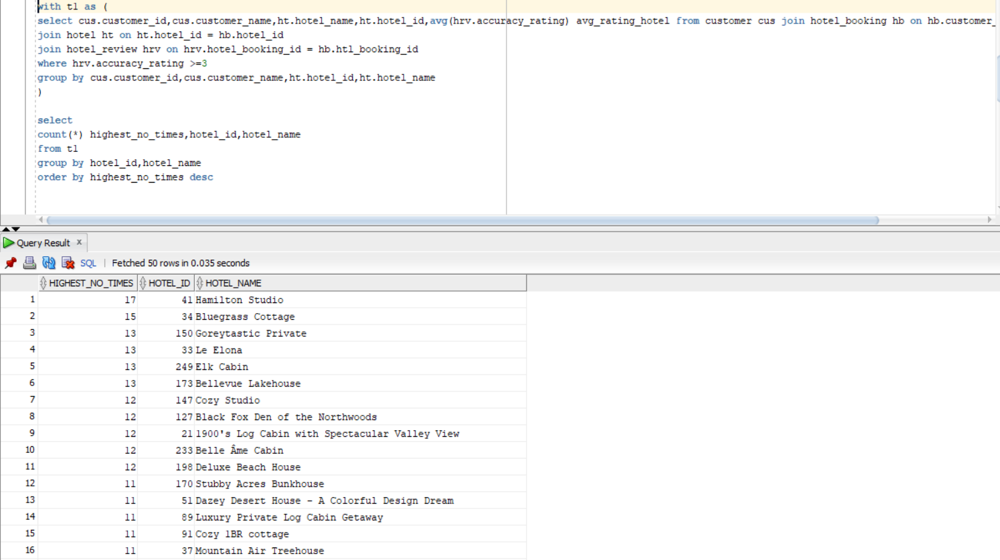 with t1 as (
select cus.customer_id,cus.customer_name,ht.hotel_name,ht.hotel_id,avg(hrv.accuracy_rating) avg_rating_hotel from customer cus join hotel_booking hb on hb.customer_
join hotel ht on ht.hotel_id = hb.hotel_id
join hotel_review hrv on hrv.hotel_booking_id = hb.htl_booking_id
where hrv.accuracy_rating >=3
group by cus.customer_id,cus.customer_name,ht.hotel_id,ht.hotel_name
)
select
count(*) highest_no_times,hotel_id,hotel_name
from t1
group by hotel_id,hotel_name
order by highest_no_times desc
Query Result x
SQL | Fetched 50 rows in 0.035 seconds
HIGHEST_NO_TIMES HOTEL_ID HOTEL_NAME
1 17 41 Hamilton Studio
2 15 34 Bluegrass Cottage
3 13 150 Goreytastic Private
4 13 33 Le Elona
5 13 249 Elk Cabin
6 13 173 Bellevue Lakehouse
7 12 147 Cozy Studio
8 12 127 Black Fox Den of the Northwoods
9 12 21 1900's Log Cabin with Spectacular Valley View
10 12 233 Belle Âme Cabin
11 12 198 Deluxe Beach House
12 11 170 Stubby Acres Bunkhouse
13 11 51 Dazey Desert House - A Colorful Design Dream
14 11 89 Luxury Private Log Cabin Getaway
15 11 91 Cozy 1BR cottage
16 11 37 Mountain Air Treehouse